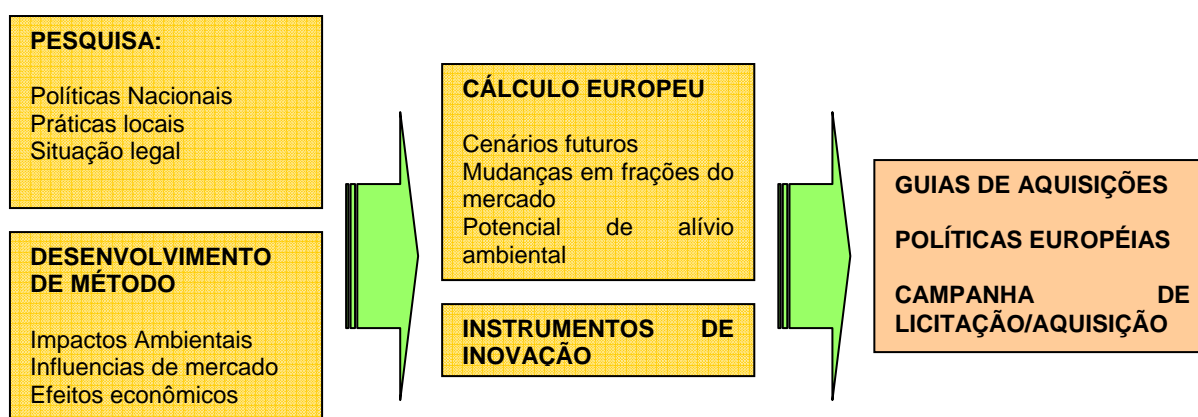 PESQUISA:
Políticas Nacionais
Práticas locais
Situação legal
DESENVOLVIMENTO
DE MÉTODO
Impactos Ambientais
Influencias de mercado
Efeitos econômicos
CÁLCULO EUROPEU
Cenários futuros
Mudanças em frações do
mercado
Potencial de alívio
ambiental
INSTRUMENTOS DE
INOVAÇÃO
GUIAS DE AQUISIÇÕES
POLÍTICAS EUROPÉIAS
CAMPANHA DE
LICITAÇÃO/AQUISIÇÃO